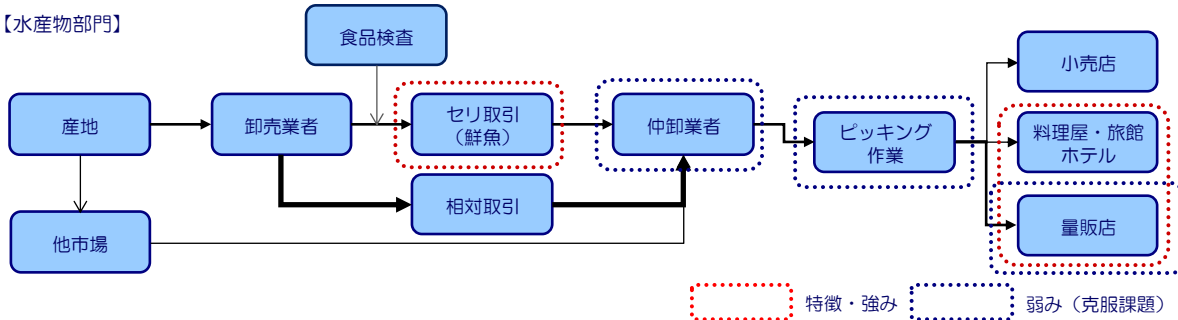 【水産物部門】
食品検査
小売店
産地
卸売業者
セリ取引
（鮮魚）
仲卸業者
ピッキング
作業
料理屋・旅館
ホテル
相対取引
他市場
量販店
特徴・強み
弱み（克服課題）